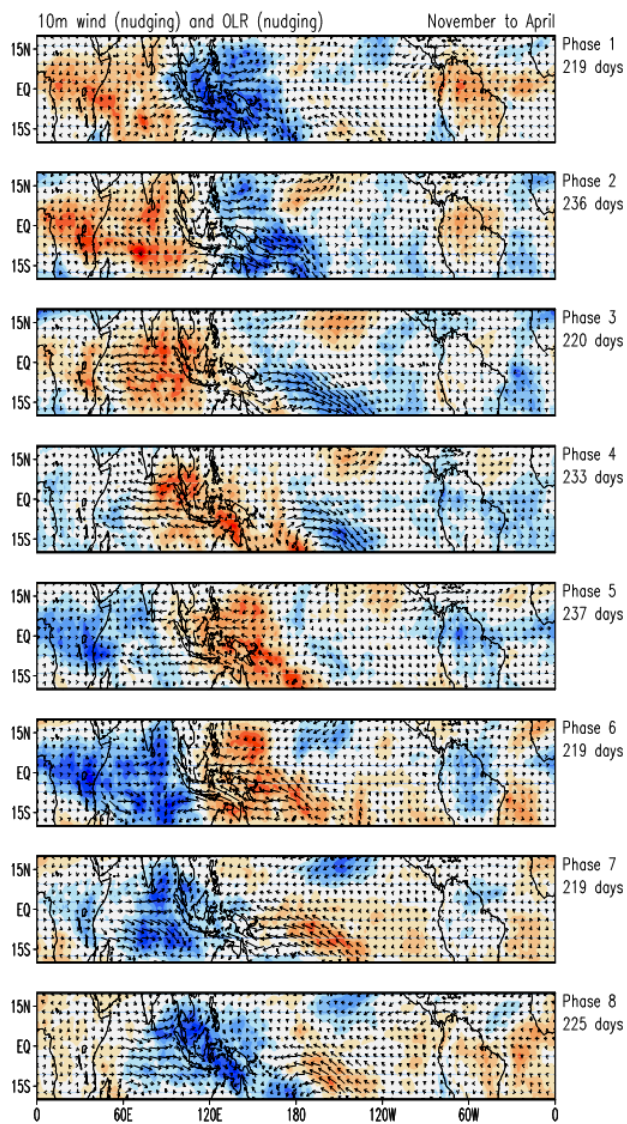 10m wind (nudging) and OLR (nudging) November to April
15N Phase 1
219 days
EQ
15S
15N Phase 2
236 days
EQ
15S
15N Phase 3
220 days
EQ
15S
15N Phase 4
233 days
EQ
15S
15N Phase 5
237 days
EQ
15S
15N Phase 6
219 days
EQ
15S
15N Phase 7
219 days
EQ
15S
15N Phase 8
225 days
EQ
15S
0 60E 120E 180 120W 60W 0